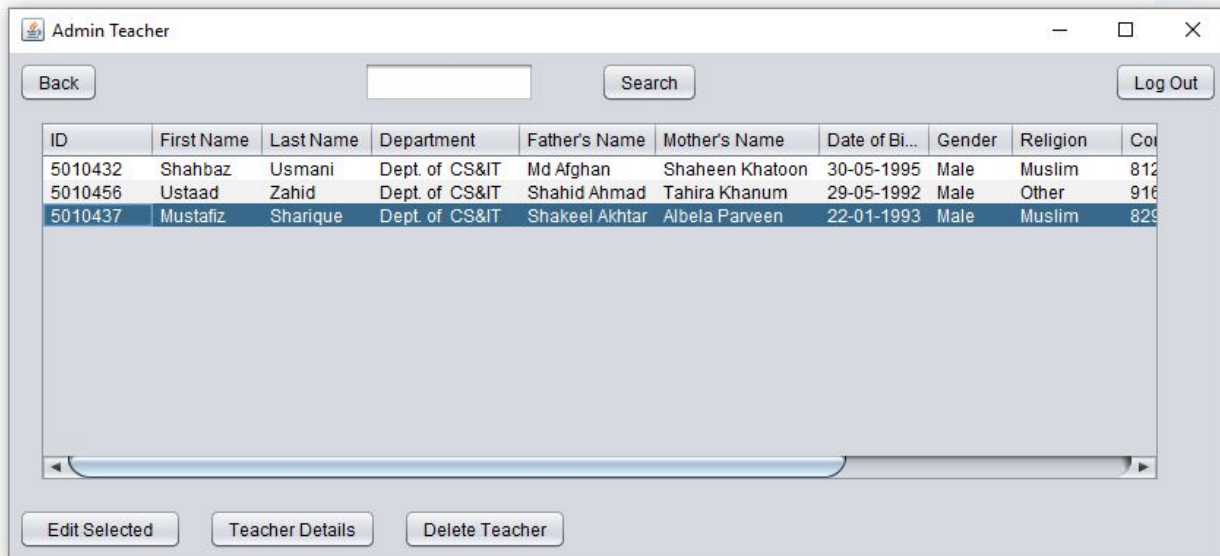 Admin Teacher
Back Search Log Out
ID First Name Last Name Department Father's Name Mother's Name Date of Bi... Gender Religion Co
5010432 Shahbaz Usmani Dept. of CS&IT Md Afghan Shaheen Khatoon 30-05-1995 Male Muslim 812
5010456 Ustaad Zahid Dept. of CS&IT Shahid Ahmad Tahira Khanum 29-05-1992 Male Other 916
5010437 Mustafiz Sharique Dept. of CS&IT Shakeel Akhtar Albela Parveen 22-01-1993 Male Muslim 829
Edit Selected Teacher Details Delete Teacher